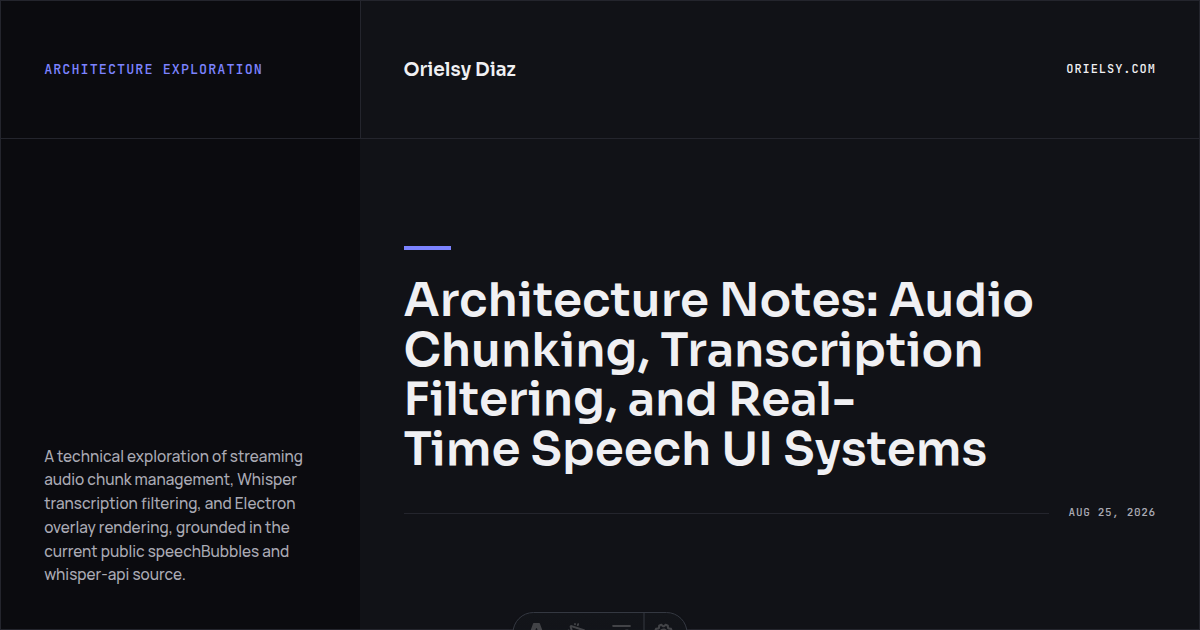 ARCHITECTURE EXPLORATION
Orielsy Diaz
ORIELSY.COM
Architecture Notes: Audio
Chunking, Transcription
Filtering, and Real-
Time Speech UI Systems
AUG 25, 2026
A technical exploration of streaming
audio chunk management, Whisper
transcription filtering, and Electron
overlay rendering, grounded in the
current public speechBubbles and
whisper-api source.